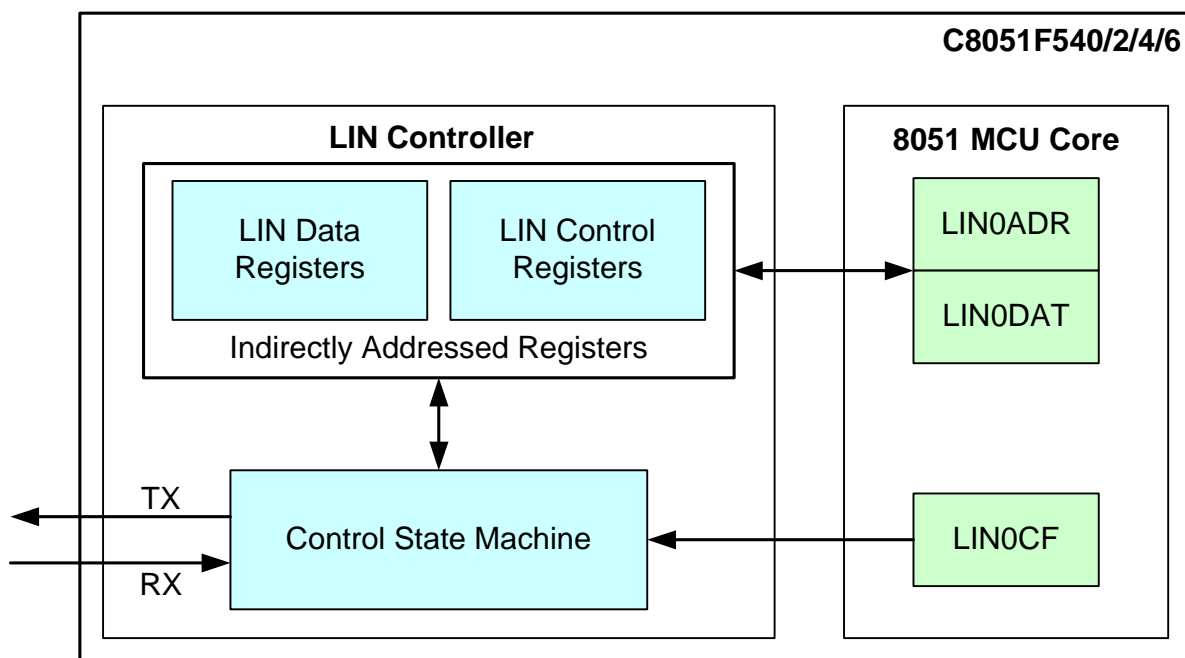 C8051F540/2/4/6
LIN Controller
8051 MCU Core
LIN Data
Registers
LIN Control
Registers
Indirectly Addressed Registers
LIN0ADR
LIN0DAT
TX
RX
Control State Machine
LIN0CF